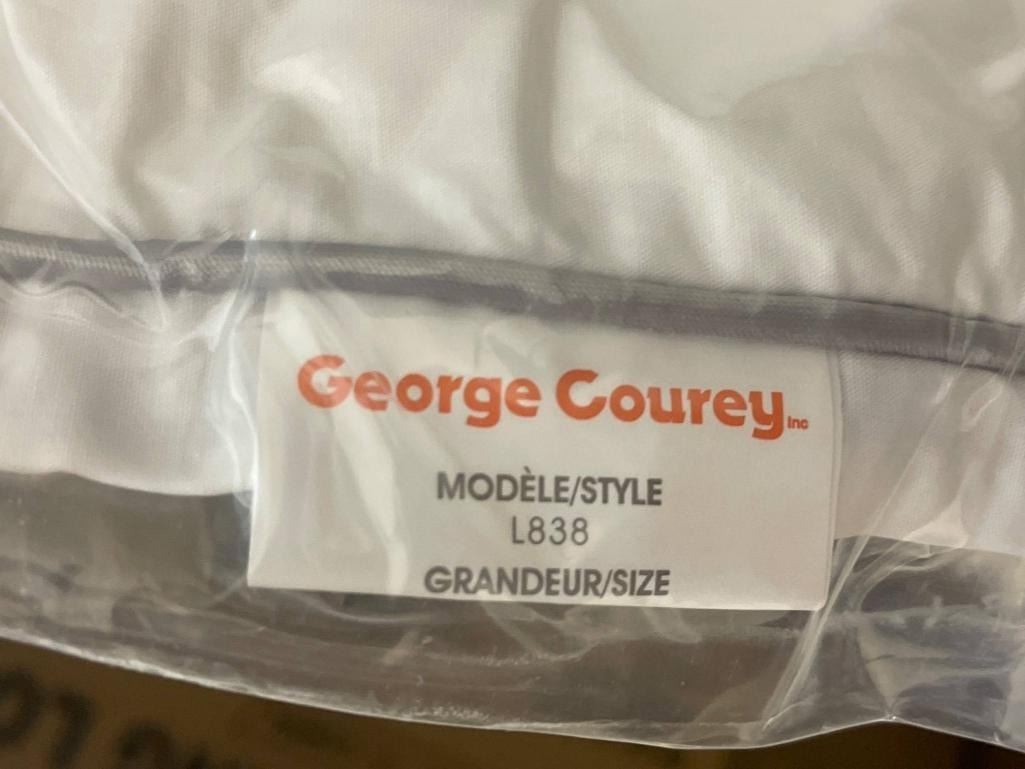 George Courey Inc
MODÈLE/STYLE
L838
GRANDEUR/SIZE